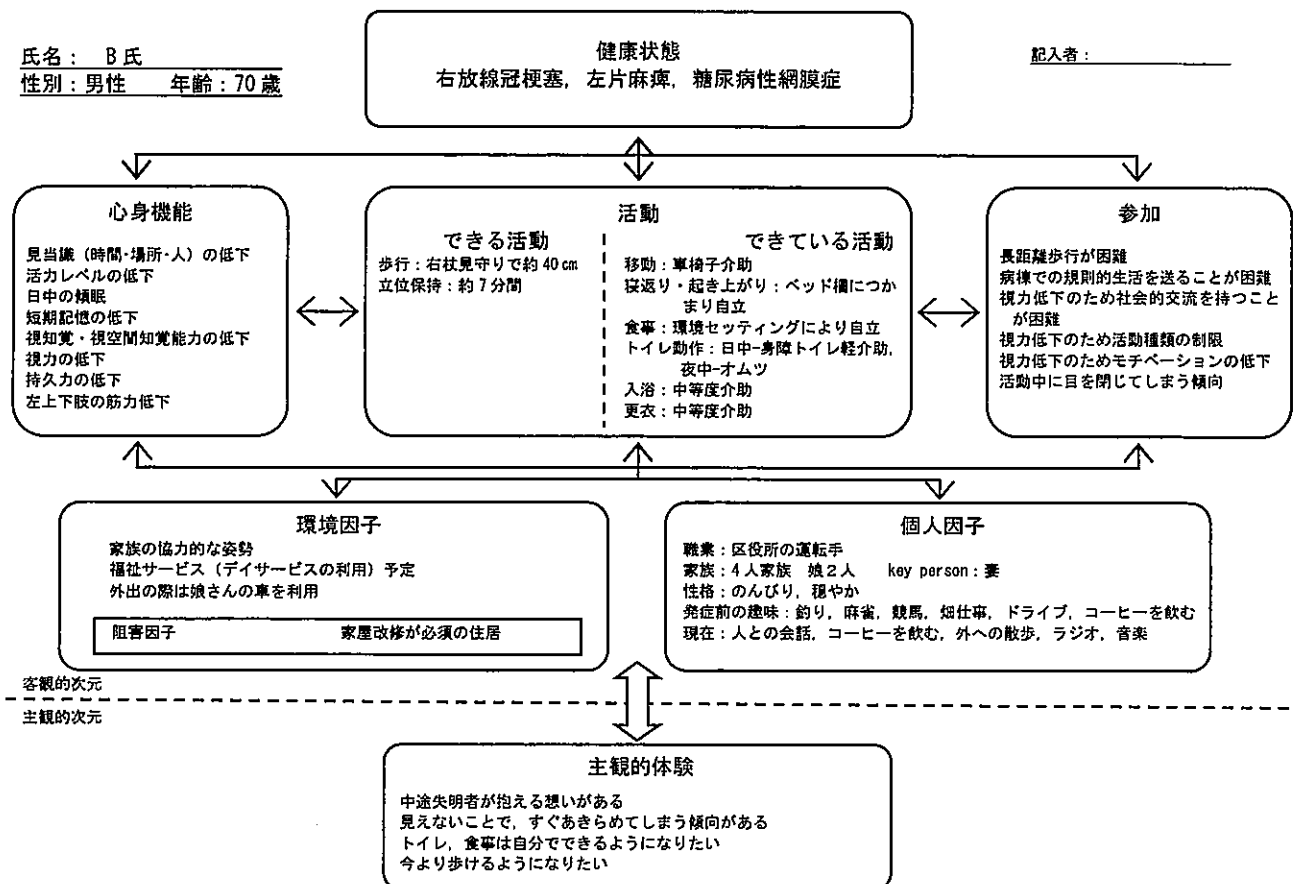 氏名： B氏
性別：男性 年齢：70歳
記入者：
健康状態
右放線冠梗塞，左片麻痺，糖尿病性網膜症
心身機能
見当識（時間・場所・人）の低下
活力レベルの低下
日中の傾眠
短期記憶の低下
視知覚・視空間知覚能力の低下
視力の低下
持久力の低下
左上下肢の筋力低下
活動
できる活動
歩行：右杖見守りで約40cm
立位保持：約7分間
できている活動
移動：車椅子介助
寝返り・起き上がり：ベッド柵につか
まり自立
食事：環境セッティングにより自立
トイレ動作：日中-身障トイレ軽介助，
夜中-オムツ
入浴：中等度介助
更衣：中等度介助
参加
長距離歩行が困難
病棟での規則的生活を送ることが困難
視力低下のため社会的交流を持つこと
が困難
視力低下のため活動種類の制限
視力低下のためモチベーションの低下
活動中に目を閉じてしまう傾向
環境因子
家族の協力的な姿勢
福祉サービス（デイサービスの利用）予定
外出の際は娘さんの車を利用
阻害因子 家屋改修が必須の住居
個人因子
職業：区役所の運転手
家族：4人家族 娘2人 key person：妻
性格：のんびり，穏やか
発症前の趣味：釣り，麻雀，競馬，畑仕事，ドライブ，コーヒーを飲む
現在：人との会話，コーヒーを飲む，外への散歩，ラジオ，音楽
客観的次元
主観的次元
主観的体験
中途失明者が抱える想いがある
見えないことで，すぐあきらめてしまう傾向がある
トイレ，食事は自分でできるようになりたい
今より歩けるようになりたい